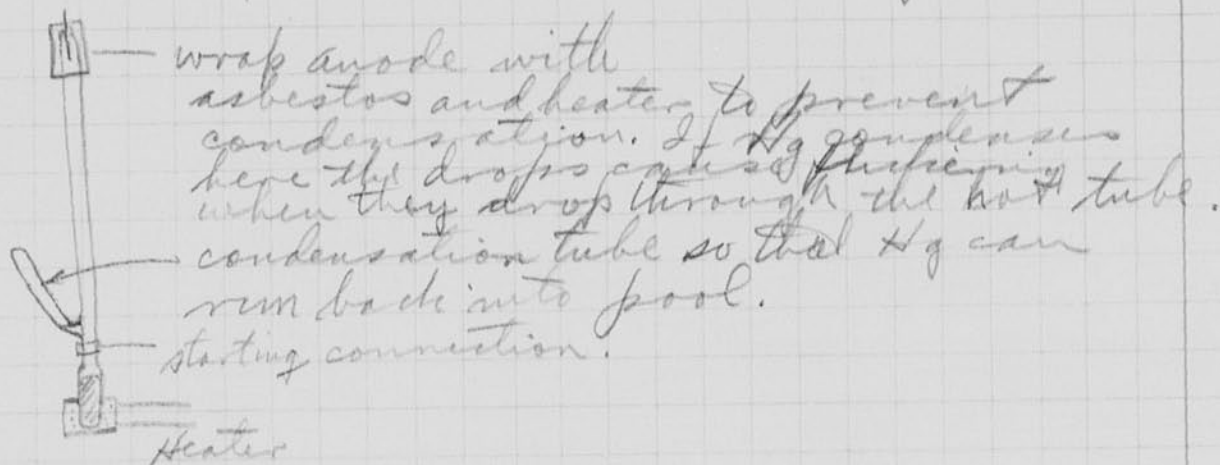 wrap anode with
asbestos and heater to prevent
condensation. If Hg condenses
here the drops cause flickering
when they drop through the hot tube.
condensation tube so that Hg can
run back into pool.
starting connection.
Heater